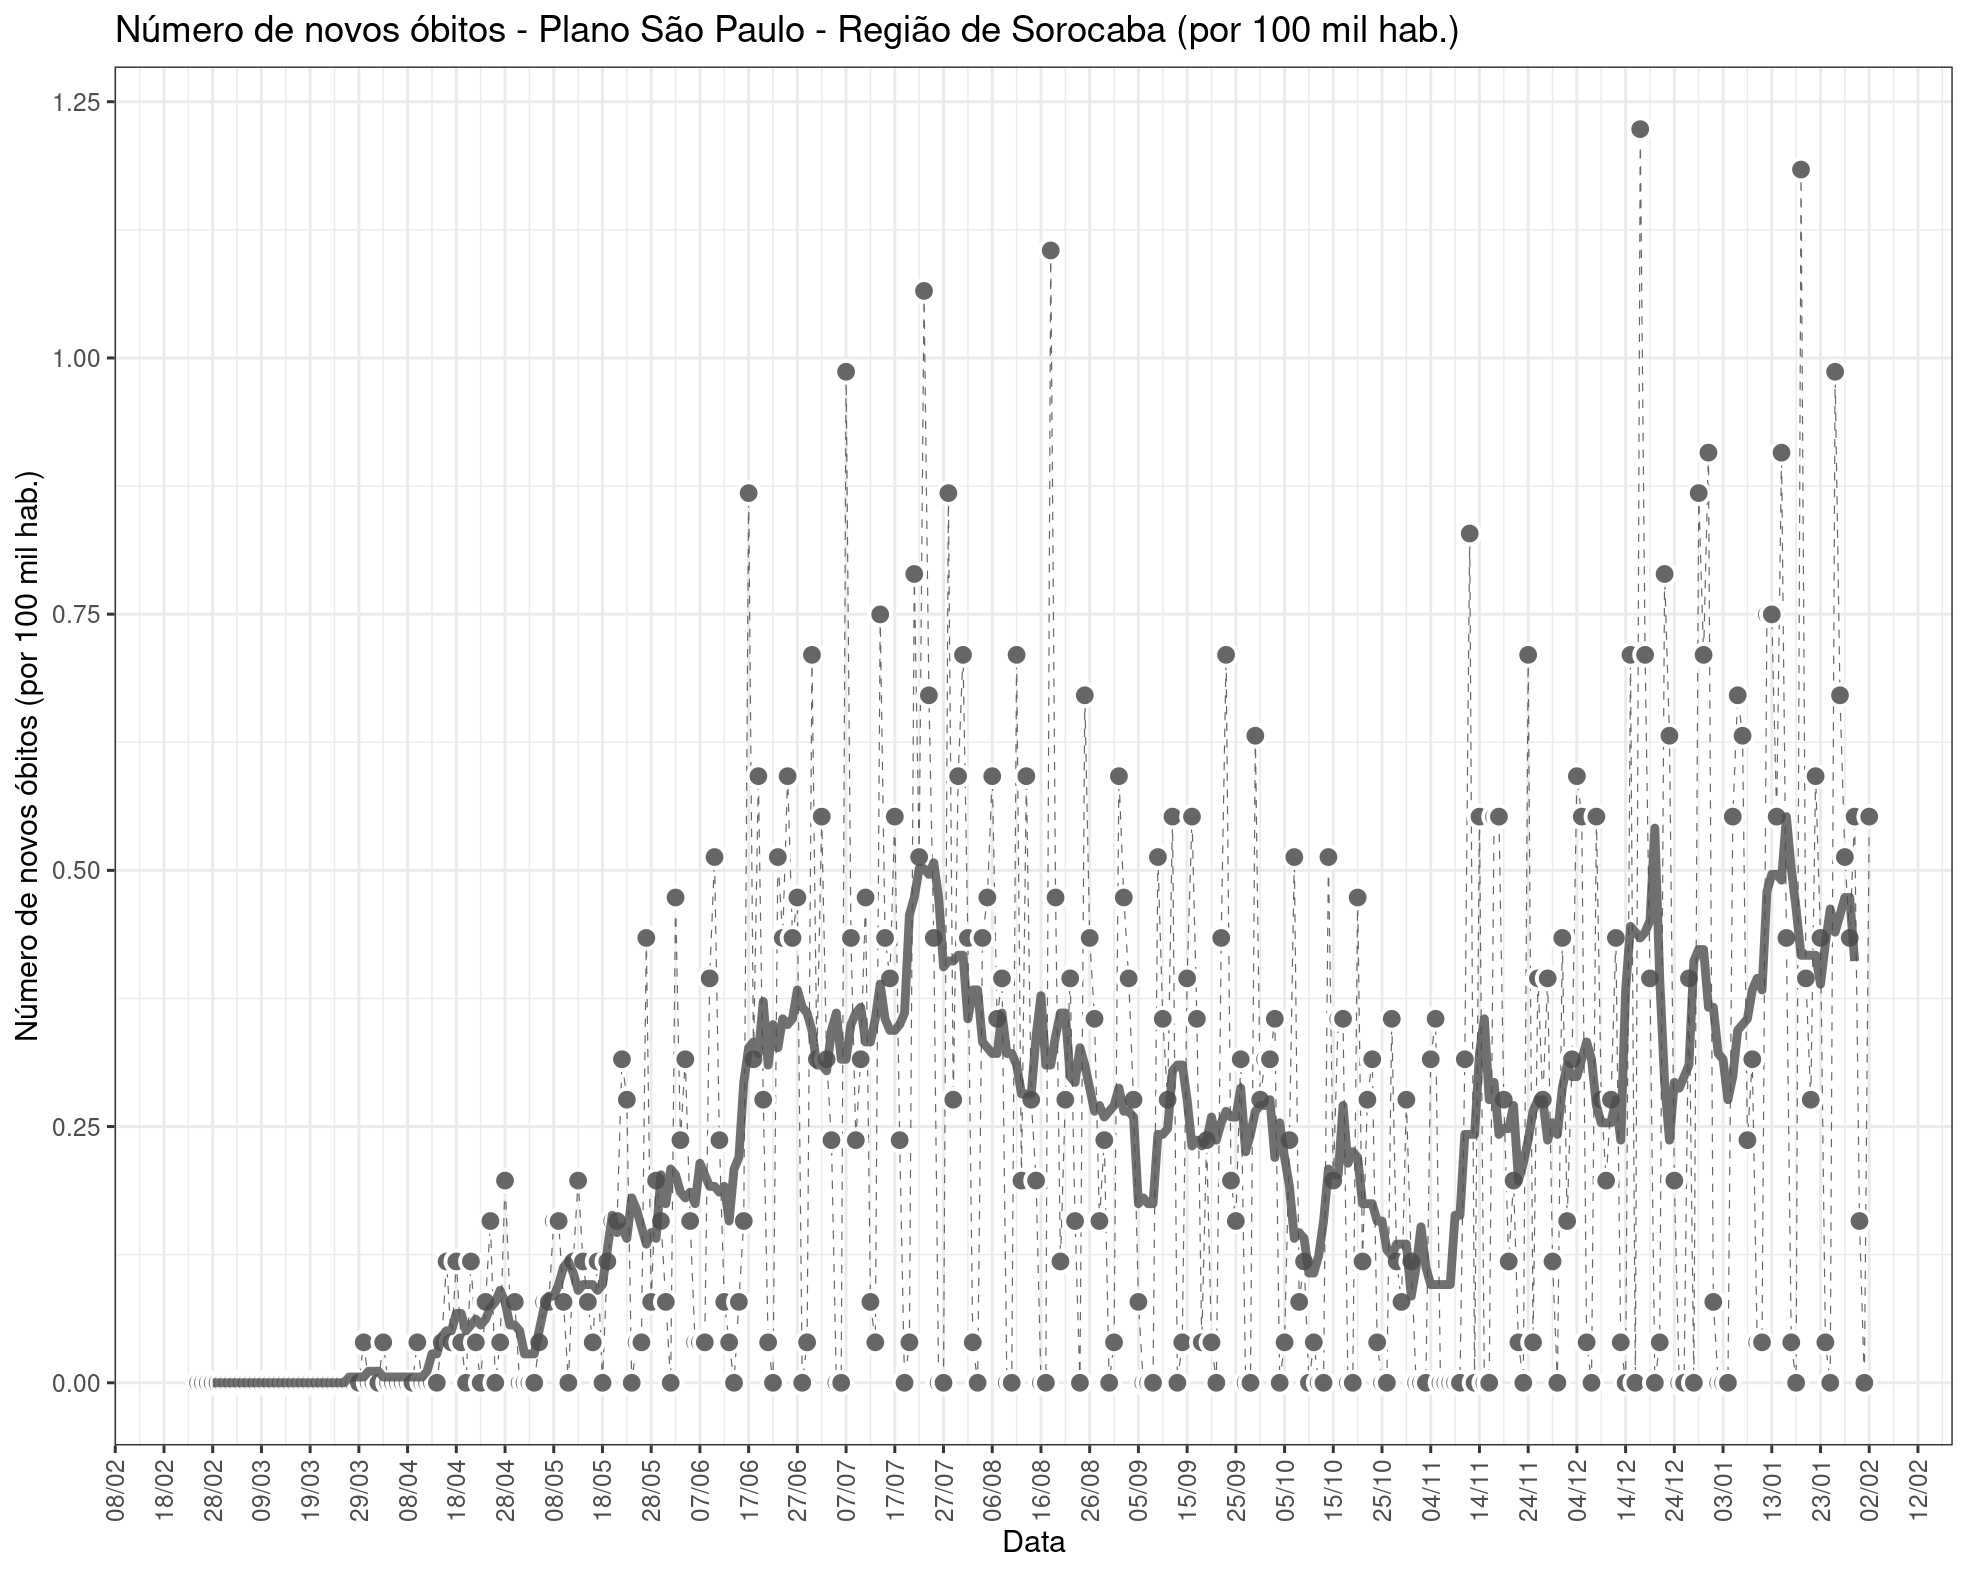 Número de novos óbitos - Plano São Paulo - Região de Sorocaba (por 100 mil hab.)
Número de novos óbitos (por 100 mil hab.)
1.25
1.00
0.75
0.50
0.25
0.00
08/02 18/02 28/02 09/03 19/03 29/03 08/04 18/04 28/04 08/05 18/05 28/05 07/06 17/06 27/06 07/07 17/07 27/07 06/08 16/08 26/08 05/09 15/09 25/09 05/10 15/10 25/10 04/11 14/11 24/11 04/12 14/12 24/12 03/01 13/01 23/01 02/02 12/02
Data